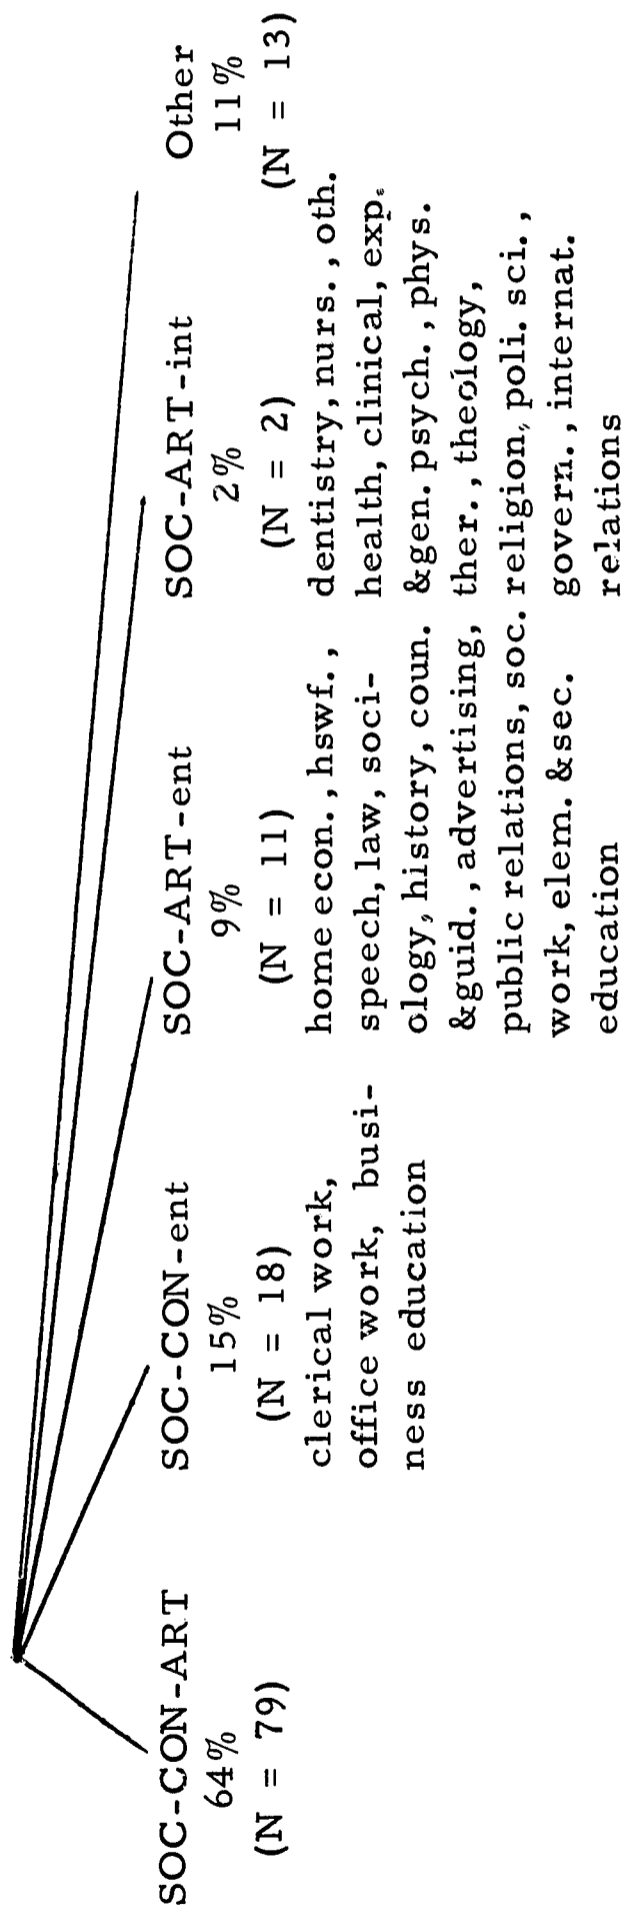 SOC-CON-ART
64%
(N = 79)
SOC-CON-ent
15%
(N = 18)
clerical work,
office work, busi-
ness education
SOC-ART-ent
9%
(N = 11)
home econ., hswf.,
speech, law, soci-
ology, history, coun.
&guid., advertising,
public relations, soc.
work, elem. &sec.
education
SOC-ART-int
2%
(N = 2)
dentistry, nurs., oth.
health, clinical, exp.
&gen. psych., phys.
ther., theology,
religion, poli. sci.,
govern., internat.
relations
Other
11%
(N = 13)